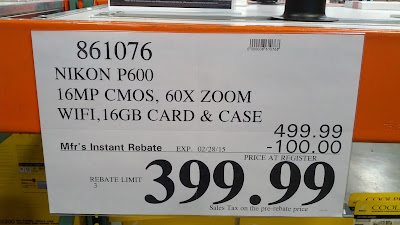 861076
NIKON P600
16MP CMOS, 60X ZOOM
WIFI,16GB CARD & CASE
499.99
Mfr's Instant Rebate EXP. 02/28/15 -100.00
PRICE AT REGISTER
REBATE LIMIT
3
399.99
Sales Tax on the pre-rebate price